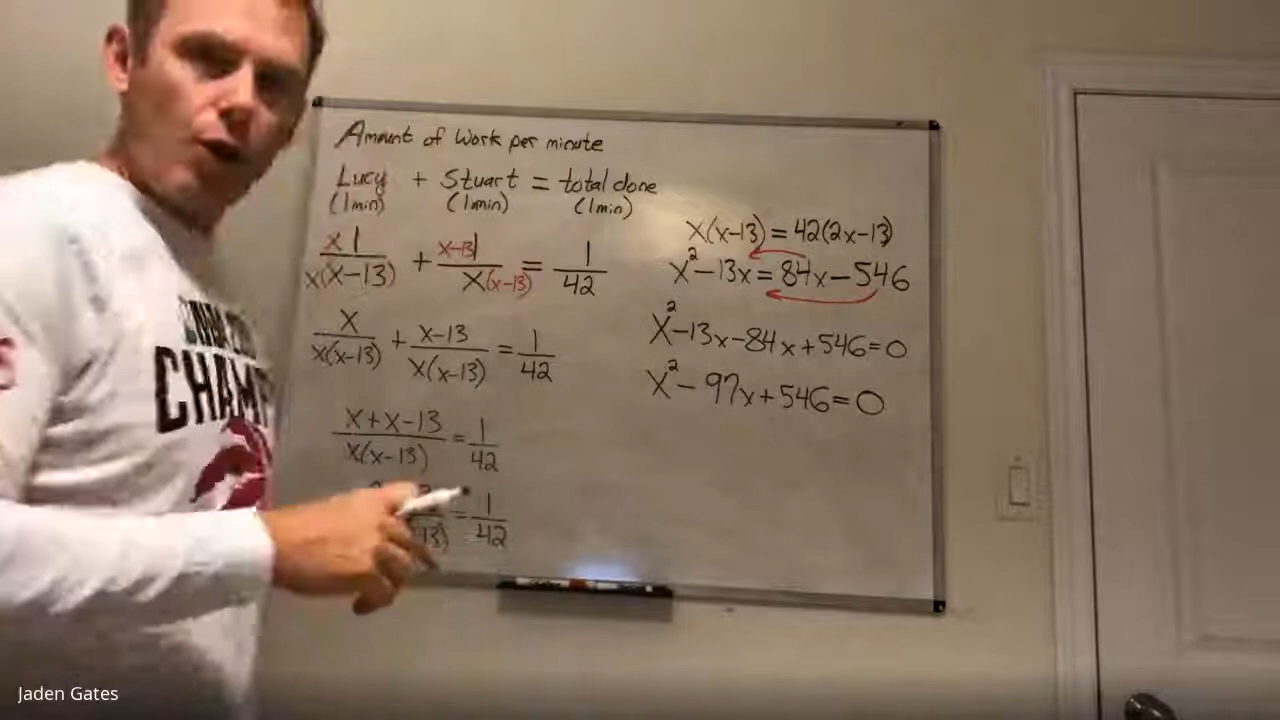 Amount of Work per minute
Lucy + Stuart = total done
(1min) (1min) (1min)
x 1 / x(x-13) + x-13 1 / x(x-13) = 1 / 42
x / x(x-13) + x-13 / x(x-13) = 1 / 42
x+x-13 / x(x-13) = 1 / 42
13) = 1 / 42
x(x-13) = 42(2x-13)
x² - 13x = 84x - 546
x² - 13x - 84x + 546 = 0
x² - 97x + 546 = 0
CHAMP
Jaden Gates